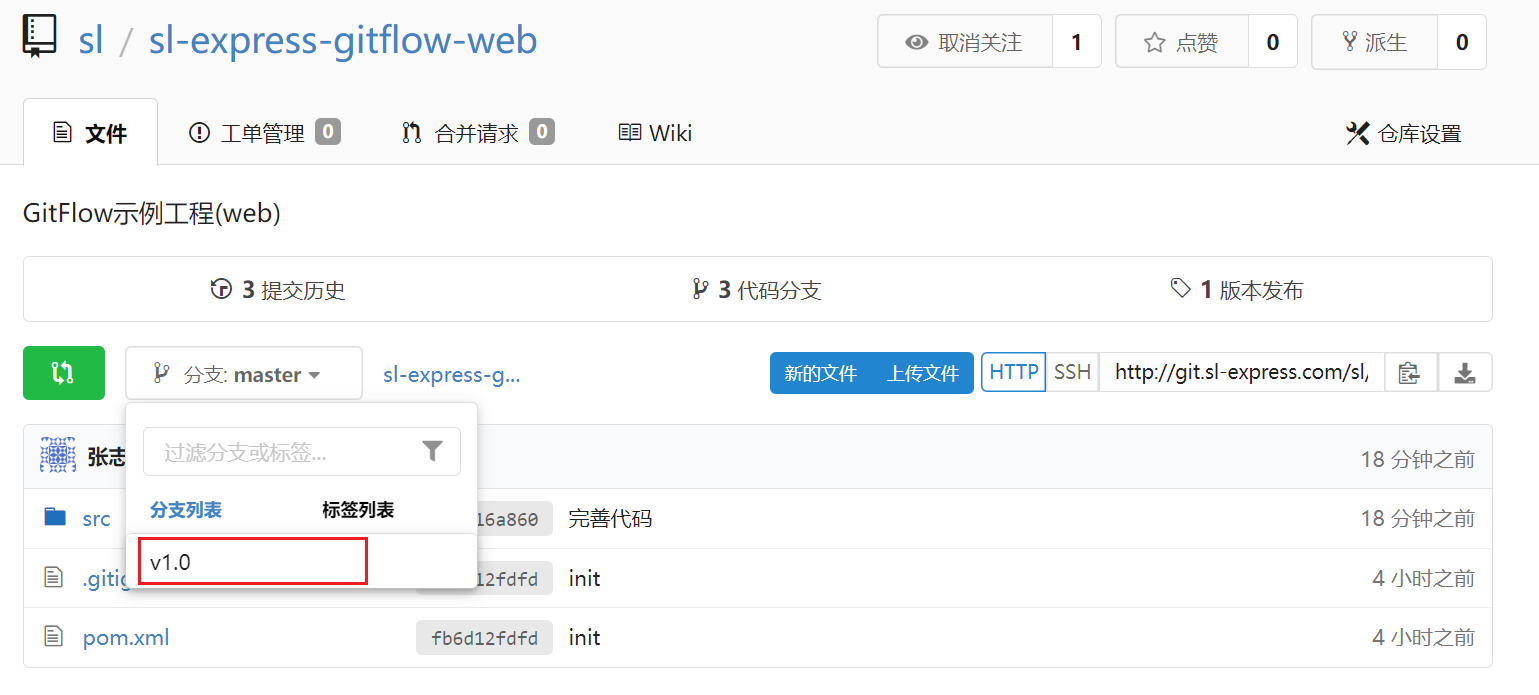 sl / sl-express-gitflow-web
取消关注 1 点赞 0 派生 0
文件 工单管理 0 合并请求 0 Wiki 仓库设置
GitFlow示例工程(web)
3 提交历史 3 代码分支 1 版本发布
分支: master sl-express-g... 新的文件 上传文件 HTTP SSH http://git.sl-express.com/sl/
过滤分支或标签...
张志 18 分钟之前
分支列表 标签列表
src 16a860 完善代码 18 分钟之前
v1.0
.gitig 12fdfd init 4 小时之前
pom.xml fb6d12fdfd init 4 小时之前